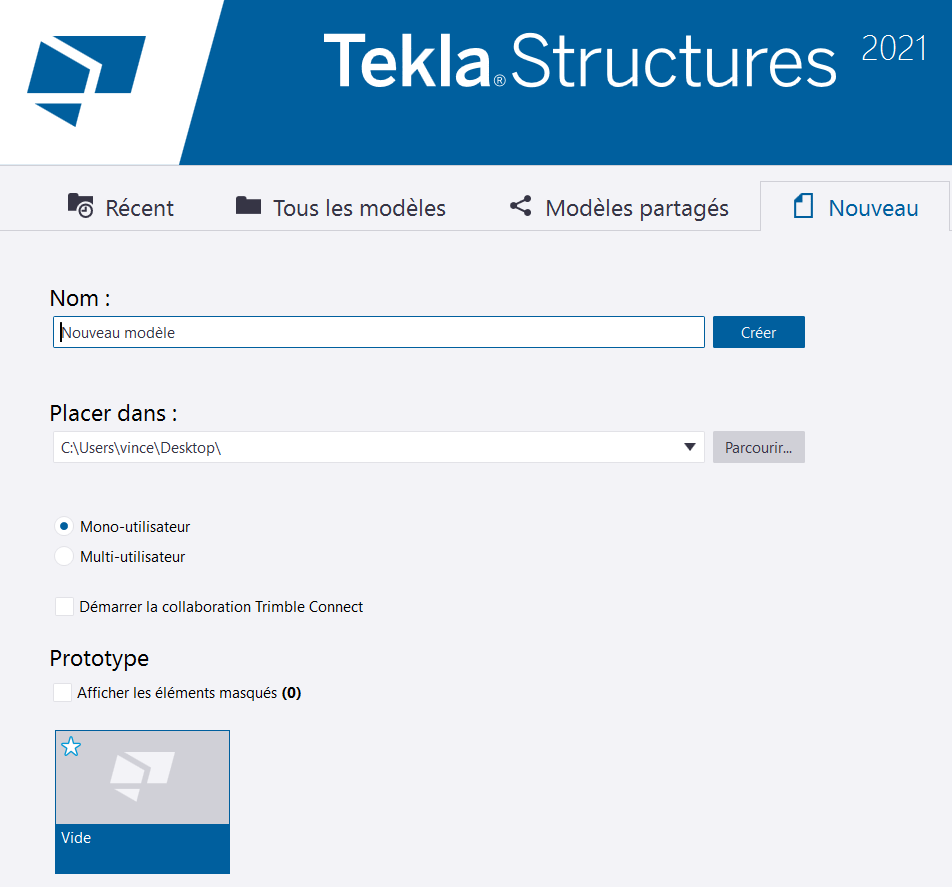 Tekla® Structures 2021
Récent Tous les modèles Modèles partagés Nouveau
Nom :
Nouveau modèle Créer
Placer dans :
C:\Users\vince\Desktop\ Parcourir...
Mono-utilisateur
Multi-utilisateur
Démarrer la collaboration Trimble Connect
Prototype
Afficher les éléments masqués (0)
Vide